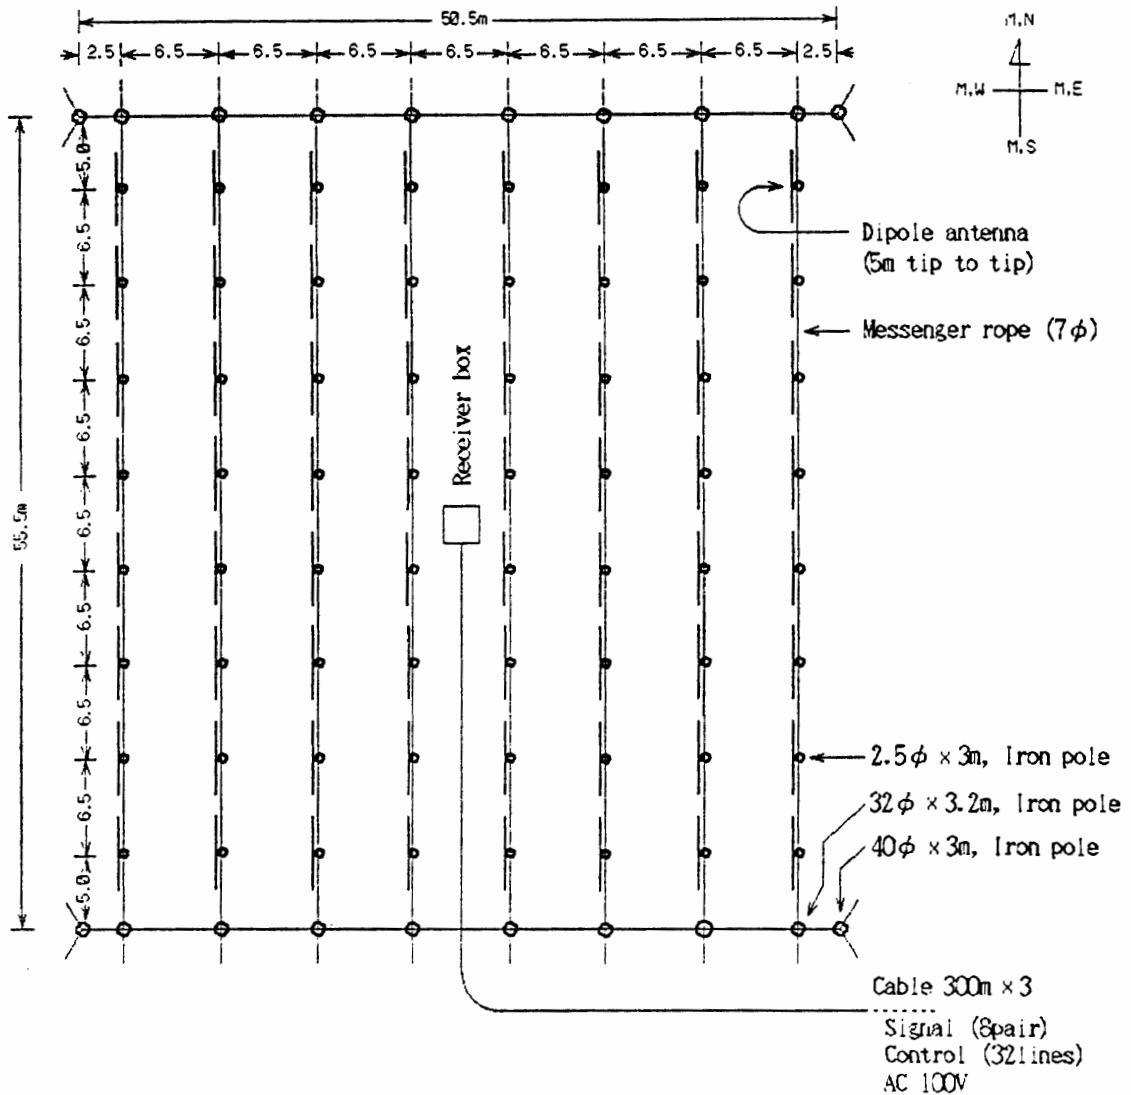 50.5m
2.5 6.5 6.5 6.5 6.5 6.5 6.5 6.5 2.5
M.N
M.W M.E
M.S
55.5m
5.0
6.5
6.5
6.5
6.5
6.5
6.5
6.5
5.0
Receiver box
Dipole antenna
(5m tip to tip)
Messenger rope (7φ)
2.5φ × 3m, Iron pole
32φ × 3.2m, Iron pole
40φ × 3m, Iron pole
Cable 300m × 3
Signal (8pair)
Control (32lines)
AC 100V